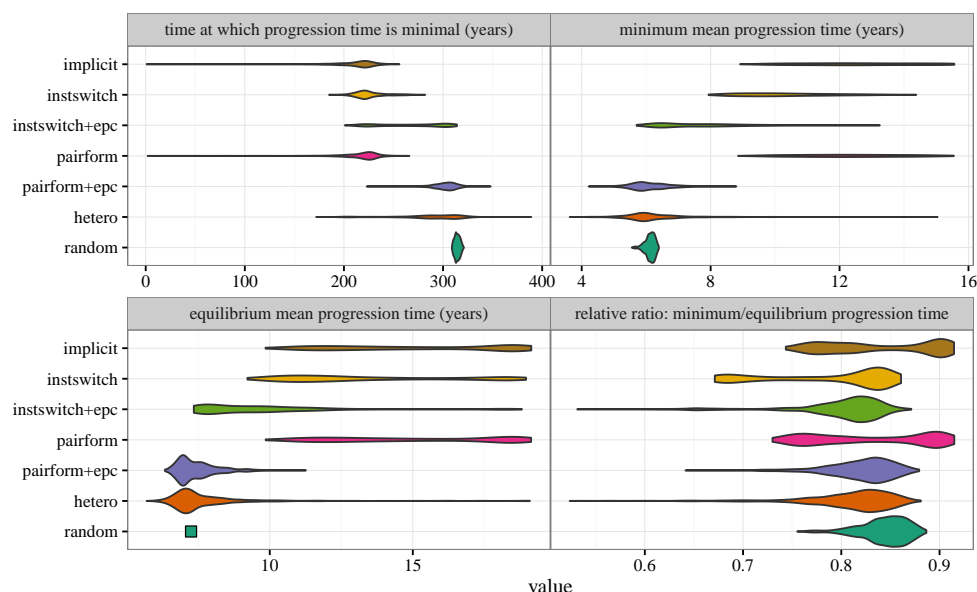 time at which progression time is minimal (years)
minimum mean progression time (years)
implicit
instswitch
instswitch+epc
pairform
pairform+epc
hetero
random
0 100 200 300 400 4 8 12 16
equilibrium mean progression time (years)
relative ratio: minimum/equilibrium progression time
implicit
instswitch
instswitch+epc
pairform
pairform+epc
hetero
random
10 15 0.6 0.7 0.8 0.9
value